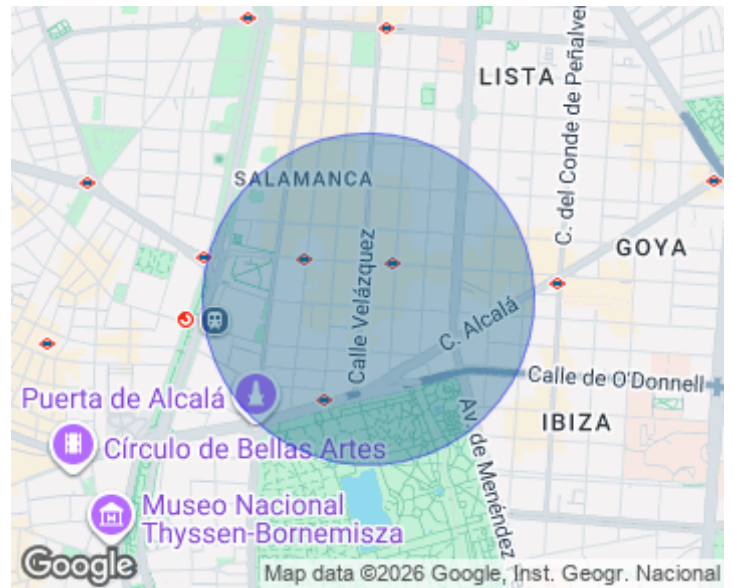 LISTA
C. del Conde de Peñalver
SALAMANCA
GOYA
Calle Velázquez
C. Alcalá
Calle de O'Donnell
Puerta de Alcalá
IBIZA
Av. de Menéndez
Círculo de Bellas Artes
Museo Nacional
Thyssen-Bornemisza
Google
Map data ©2026 Google, Inst. Geogr. Nacional